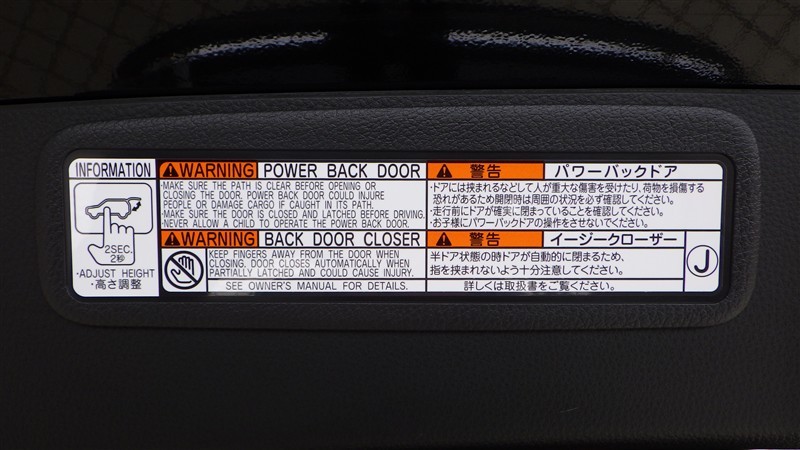 INFORMATION
2SEC.
2秒
·ADJUST HEIGHT
·高さ調整
WARNING POWER BACK DOOR
·MAKE SURE THE PATH IS CLEAR BEFORE OPENING OR
CLOSING THE DOOR. POWER BACK DOOR COULD INJURE
PEOPLE OR DAMAGE CARGO IF CAUGHT IN ITS PATH.
·MAKE SURE THE DOOR IS CLOSED AND LATCHED BEFORE DRIVING.
·NEVER ALLOW A CHILD TO OPERATE THE POWER BACK DOOR.
WARNING BACK DOOR CLOSER
KEEP FINGERS AWAY FROM THE DOOR WHEN
CLOSING. DOOR CLOSES AUTOMATICALLY WHEN
PARTIALLY LATCHED AND COULD CAUSE INJURY.
SEE OWNER'S MANUAL FOR DETAILS.
警告 パワーバックドア
·ドアには挟まれるなどして人が重大な傷害を受けたり、荷物を損傷する
恐れがあるため開閉時は周囲の状況を必ず確認してください。
·走行前にドアが確実に閉まっていることを確認してください。
·お子様にパワーバックドアの操作をさせないでください。
警告 イージークローザー
半ドア状態の時ドアが自動的に閉まるため、
指を挟まれないよう十分注意してください。
詳しくは取扱書をご覧ください。
J